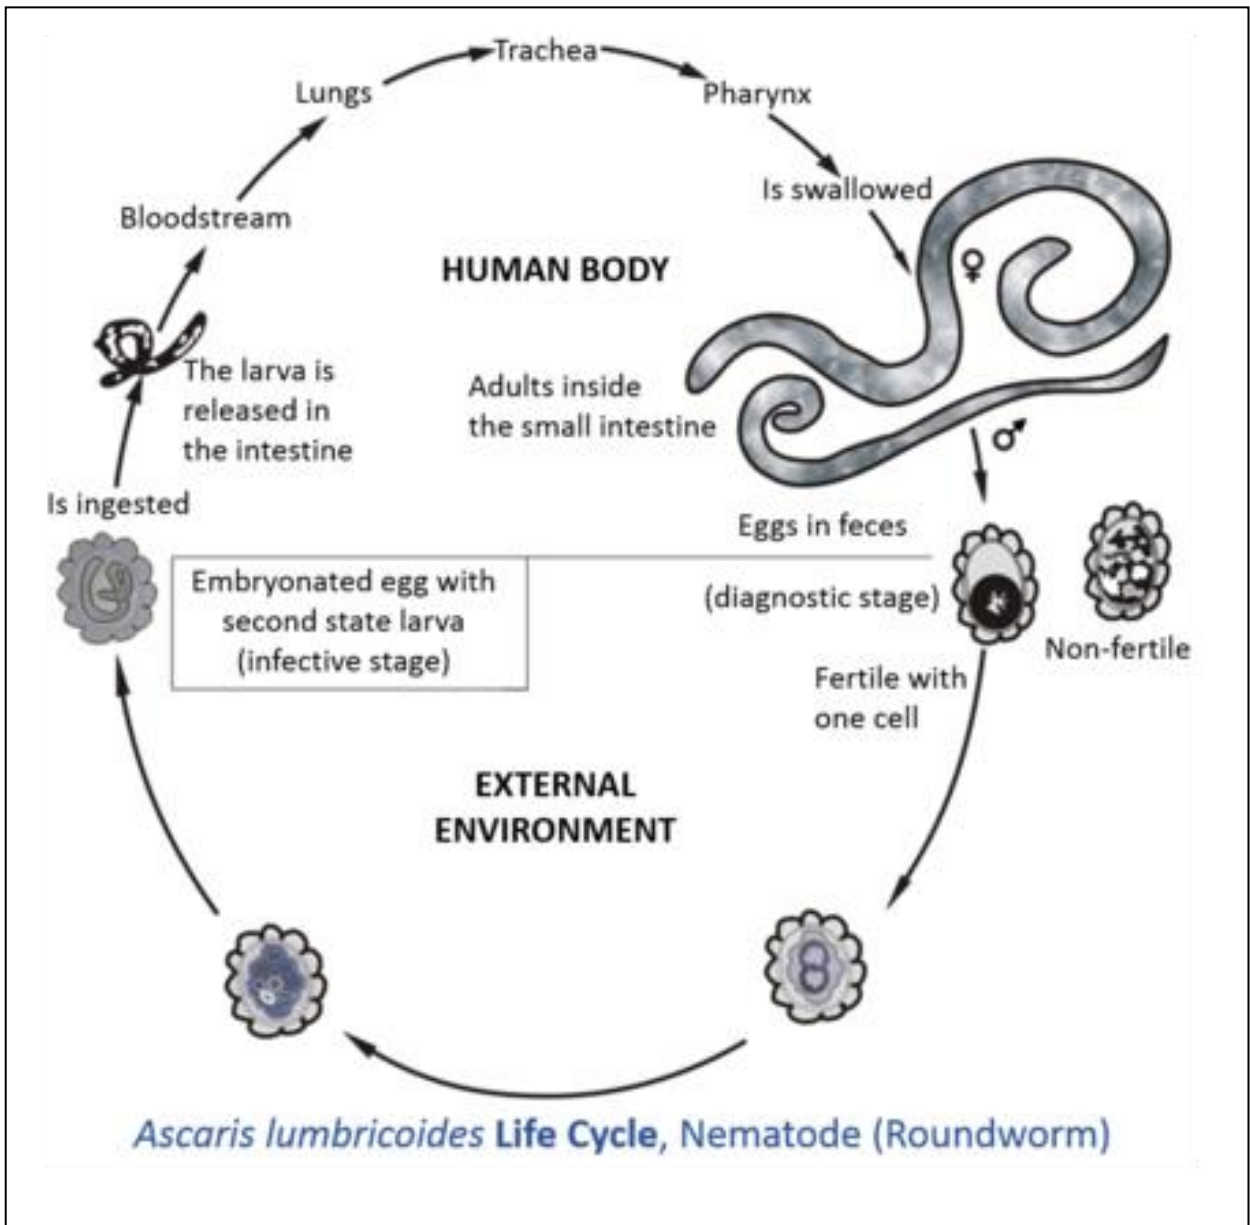 Trachea
Lungs
Pharynx
Is swallowed
Bloodstream
HUMAN BODY
♀
The larva is
released in
the intestine
Adults inside
the small intestine
♂
Is ingested
Eggs in feces
Embryonated egg with
second state larva
(infective stage)
(diagnostic stage)
Non-fertile
Fertile with
one cell
EXTERNAL
ENVIRONMENT
Ascaris lumbricoides Life Cycle, Nematode (Roundworm)